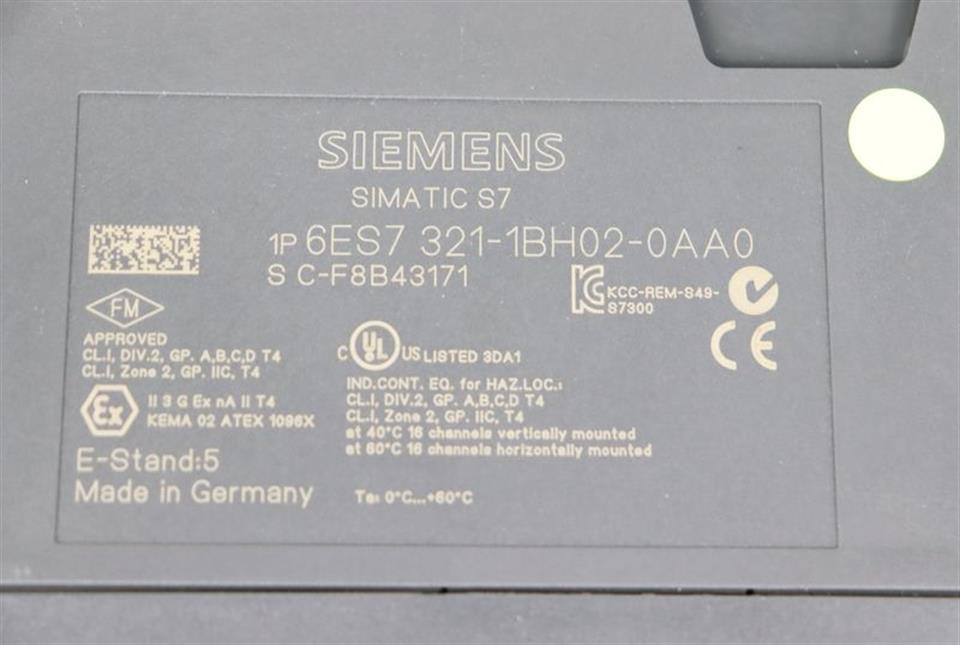 SIEMENS
SIMATIC S7
1P 6ES7 321-1BH02-0AA0
S C-F8B43171
KCC-REM-S49-
S7300
FM
APPROVED
CL.I, DIV.2, GP. A,B,C,D T4
CL.I, Zone 2, GP. IIC, T4
Ex
II 3 G Ex nA II T4
KEMA 02 ATEX 1096X
E-Stand:5
Made in Germany
C UL US LISTED 3DA1
IND.CONT. EQ. for HAZ.LOC.:
CL.I, DIV.2, GP. A,B,C,D T4
CL.I, Zone 2, GP. IIC, T4
at 40°C 16 channels vertically mounted
at 60°C 16 channels horizontally mounted
Ta: 0°C...+60°C
CE